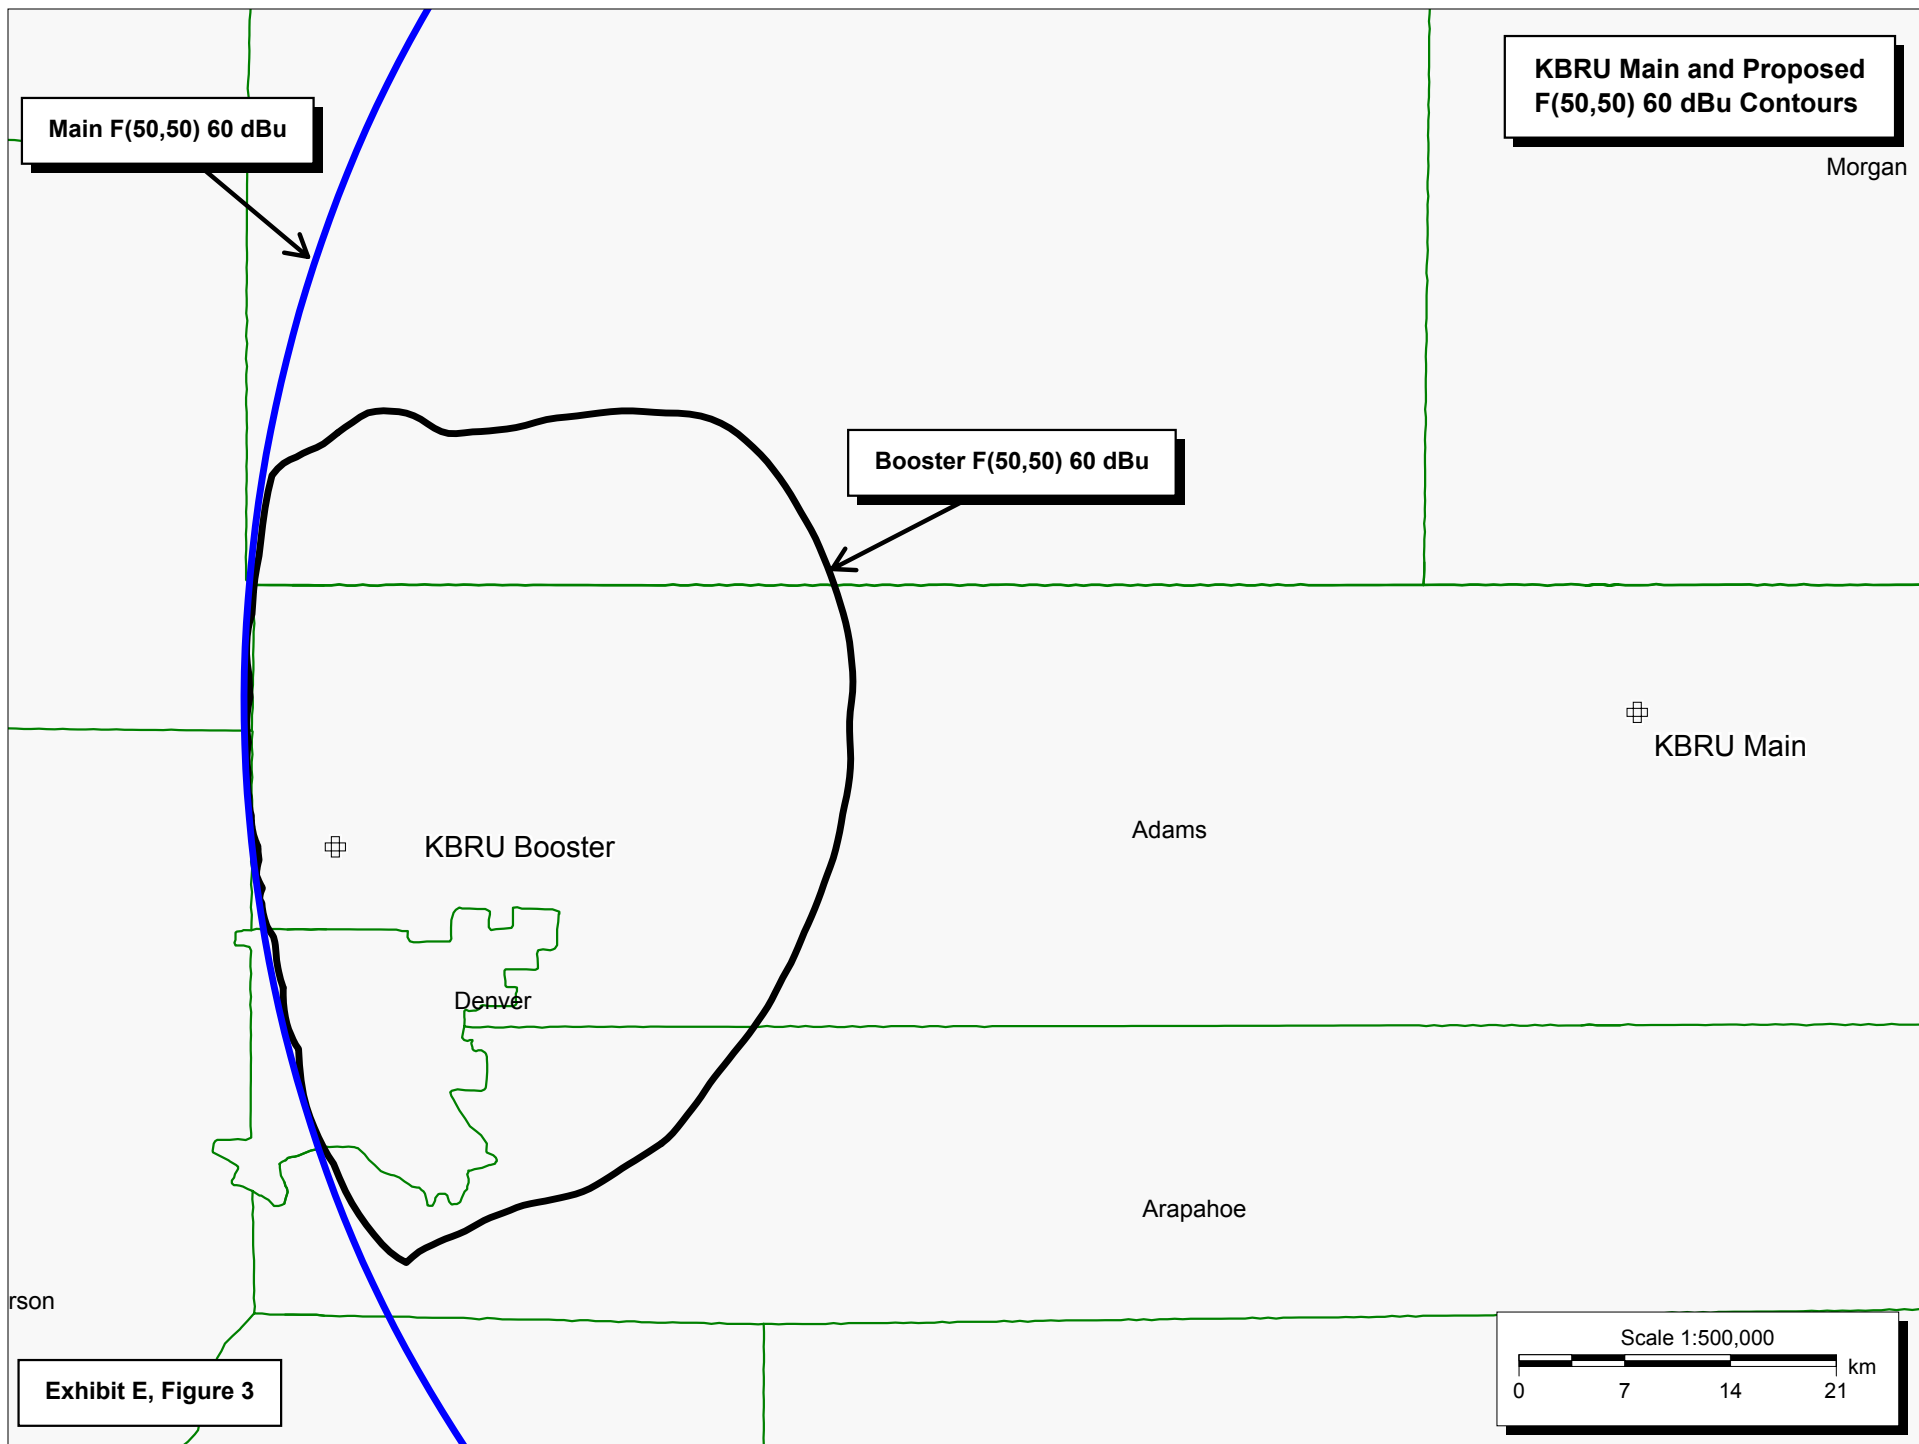 KBRU Main and Proposed
F(50,50) 60 dBu Contours
Main F(50,50) 60 dBu
Morgan
Booster F(50,50) 60 dBu
KBRU Main
Adams
KBRU Booster
Denver
Arapahoe
rson
Scale 1:500,000
km
0 7 14 21
Exhibit E, Figure 3